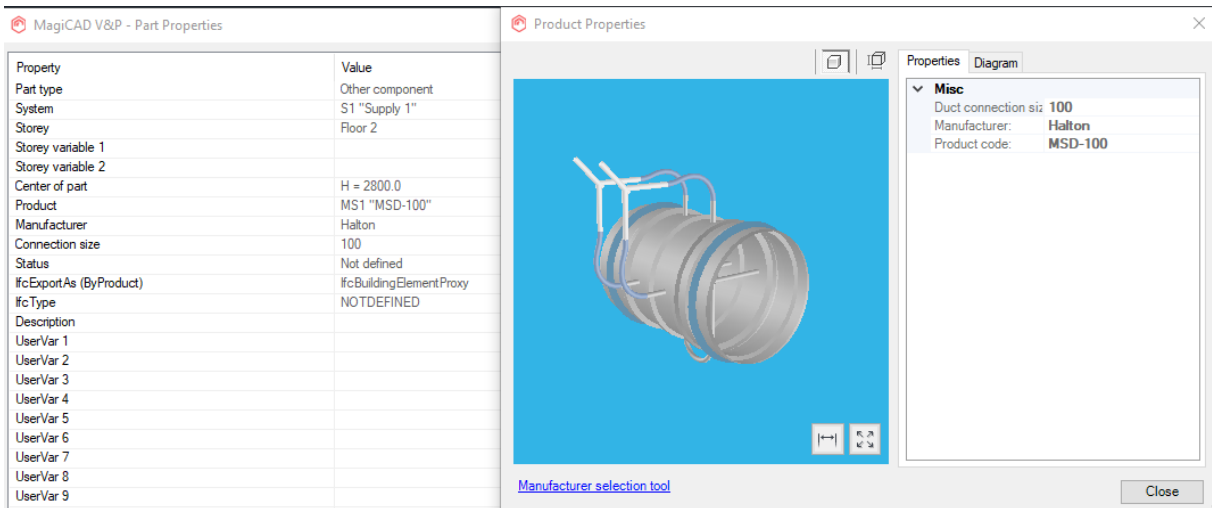 MagiCAD V&P - Part Properties
Property Value
Part type Other component
System S1 "Supply 1"
Storey Floor 2
Storey variable 1
Storey variable 2
Center of part H = 2800.0
Product MS1 "MSD-100"
Manufacturer Halton
Connection size 100
Status Not defined
IfcExportAs (ByProduct) IfcBuildingElementProxy
IfcType NOTDEFINED
Description
UserVar 1
UserVar 2
UserVar 3
UserVar 4
UserVar 5
UserVar 6
UserVar 7
UserVar 8
UserVar 9
Product Properties
Properties Diagram
Misc
Duct connection siz 100
Manufacturer: Halton
Product code: MSD-100
Manufacturer selection tool
Close